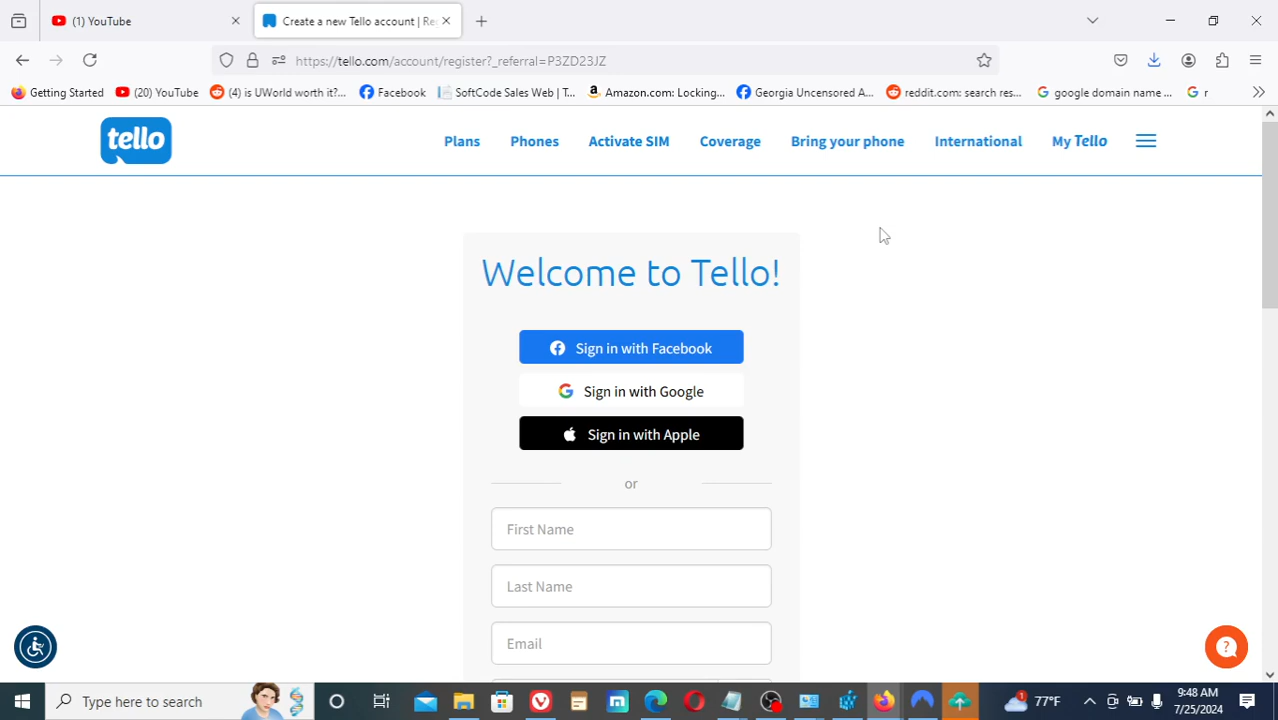 (1) YouTube
Create a new Tello account | Re
https://tello.com/account/register?_referral=P3ZD23JZ
Getting Started
(20) YouTube
(4) is UWorld worth it?...
Facebook
SoftCode Sales Web | T...
Amazon.com: Locking...
Georgia Uncensored A...
reddit.com: search res...
google domain name ...
r
tello
Plans
Phones
Activate SIM
Coverage
Bring your phone
International
My Tello
Welcome to Tello!
Sign in with Facebook
Sign in with Google
Sign in with Apple
or
First Name
Last Name
Email
Type here to search
1
77°F
9:48 AM
7/25/2024